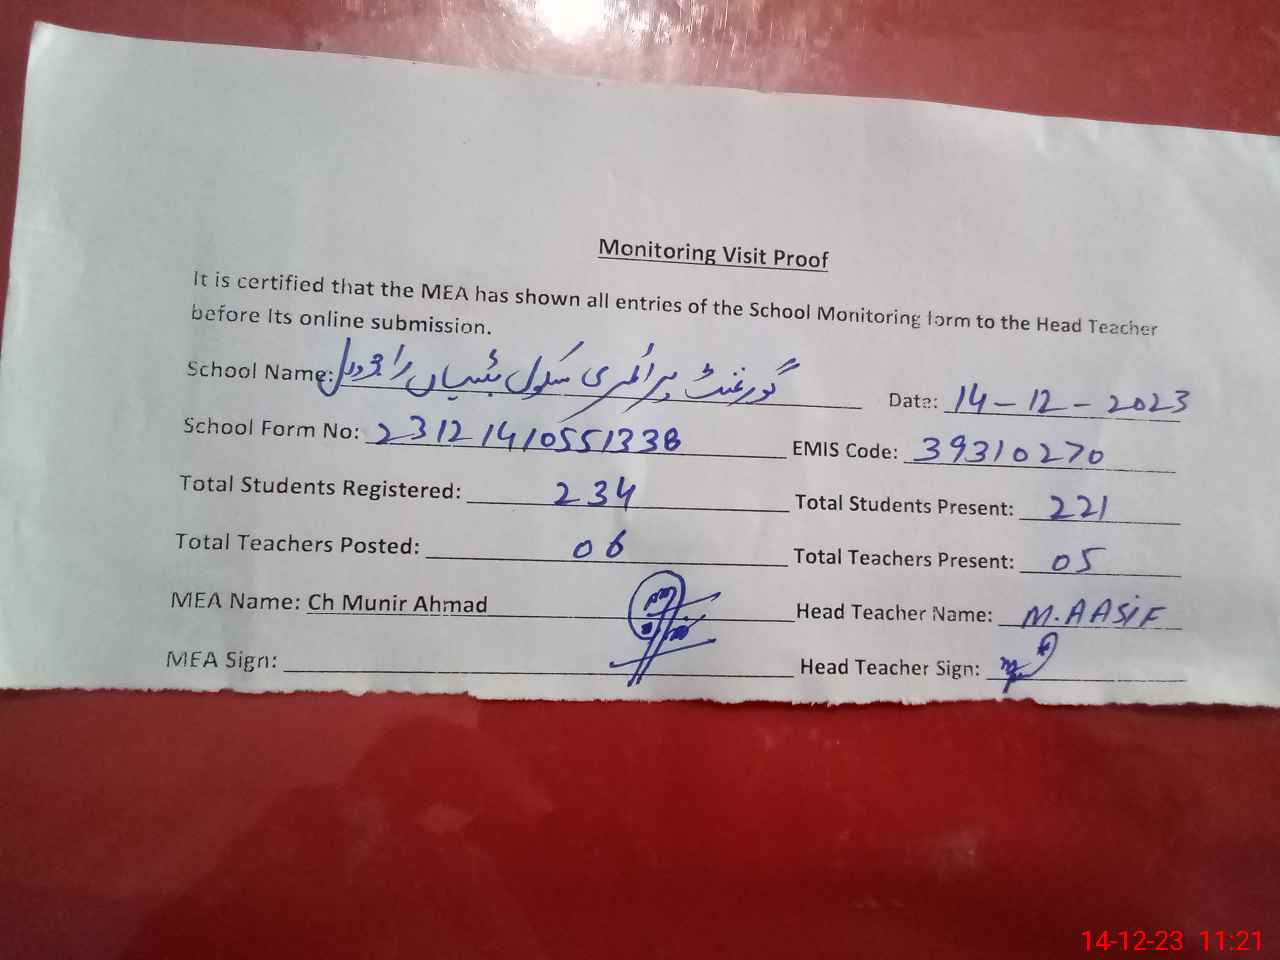 Monitoring Visit Proof
It is certified that the MEA has shown all entries of the School Monitoring form to the Head Teacher
before Its online submission.
School Name: گورنمنٹ پرائمری سکول Date: 14-12-2023
School Form No: 23121410551338 EMIS Code: 39310270
Total Students Registered: 234 Total Students Present: 221
Total Teachers Posted: 06 Total Teachers Present: 05
MEA Name: Ch Munir Ahmad Head Teacher Name: M.AASiF
MEA Sign: Head Teacher Sign:
14-12-23 11:21